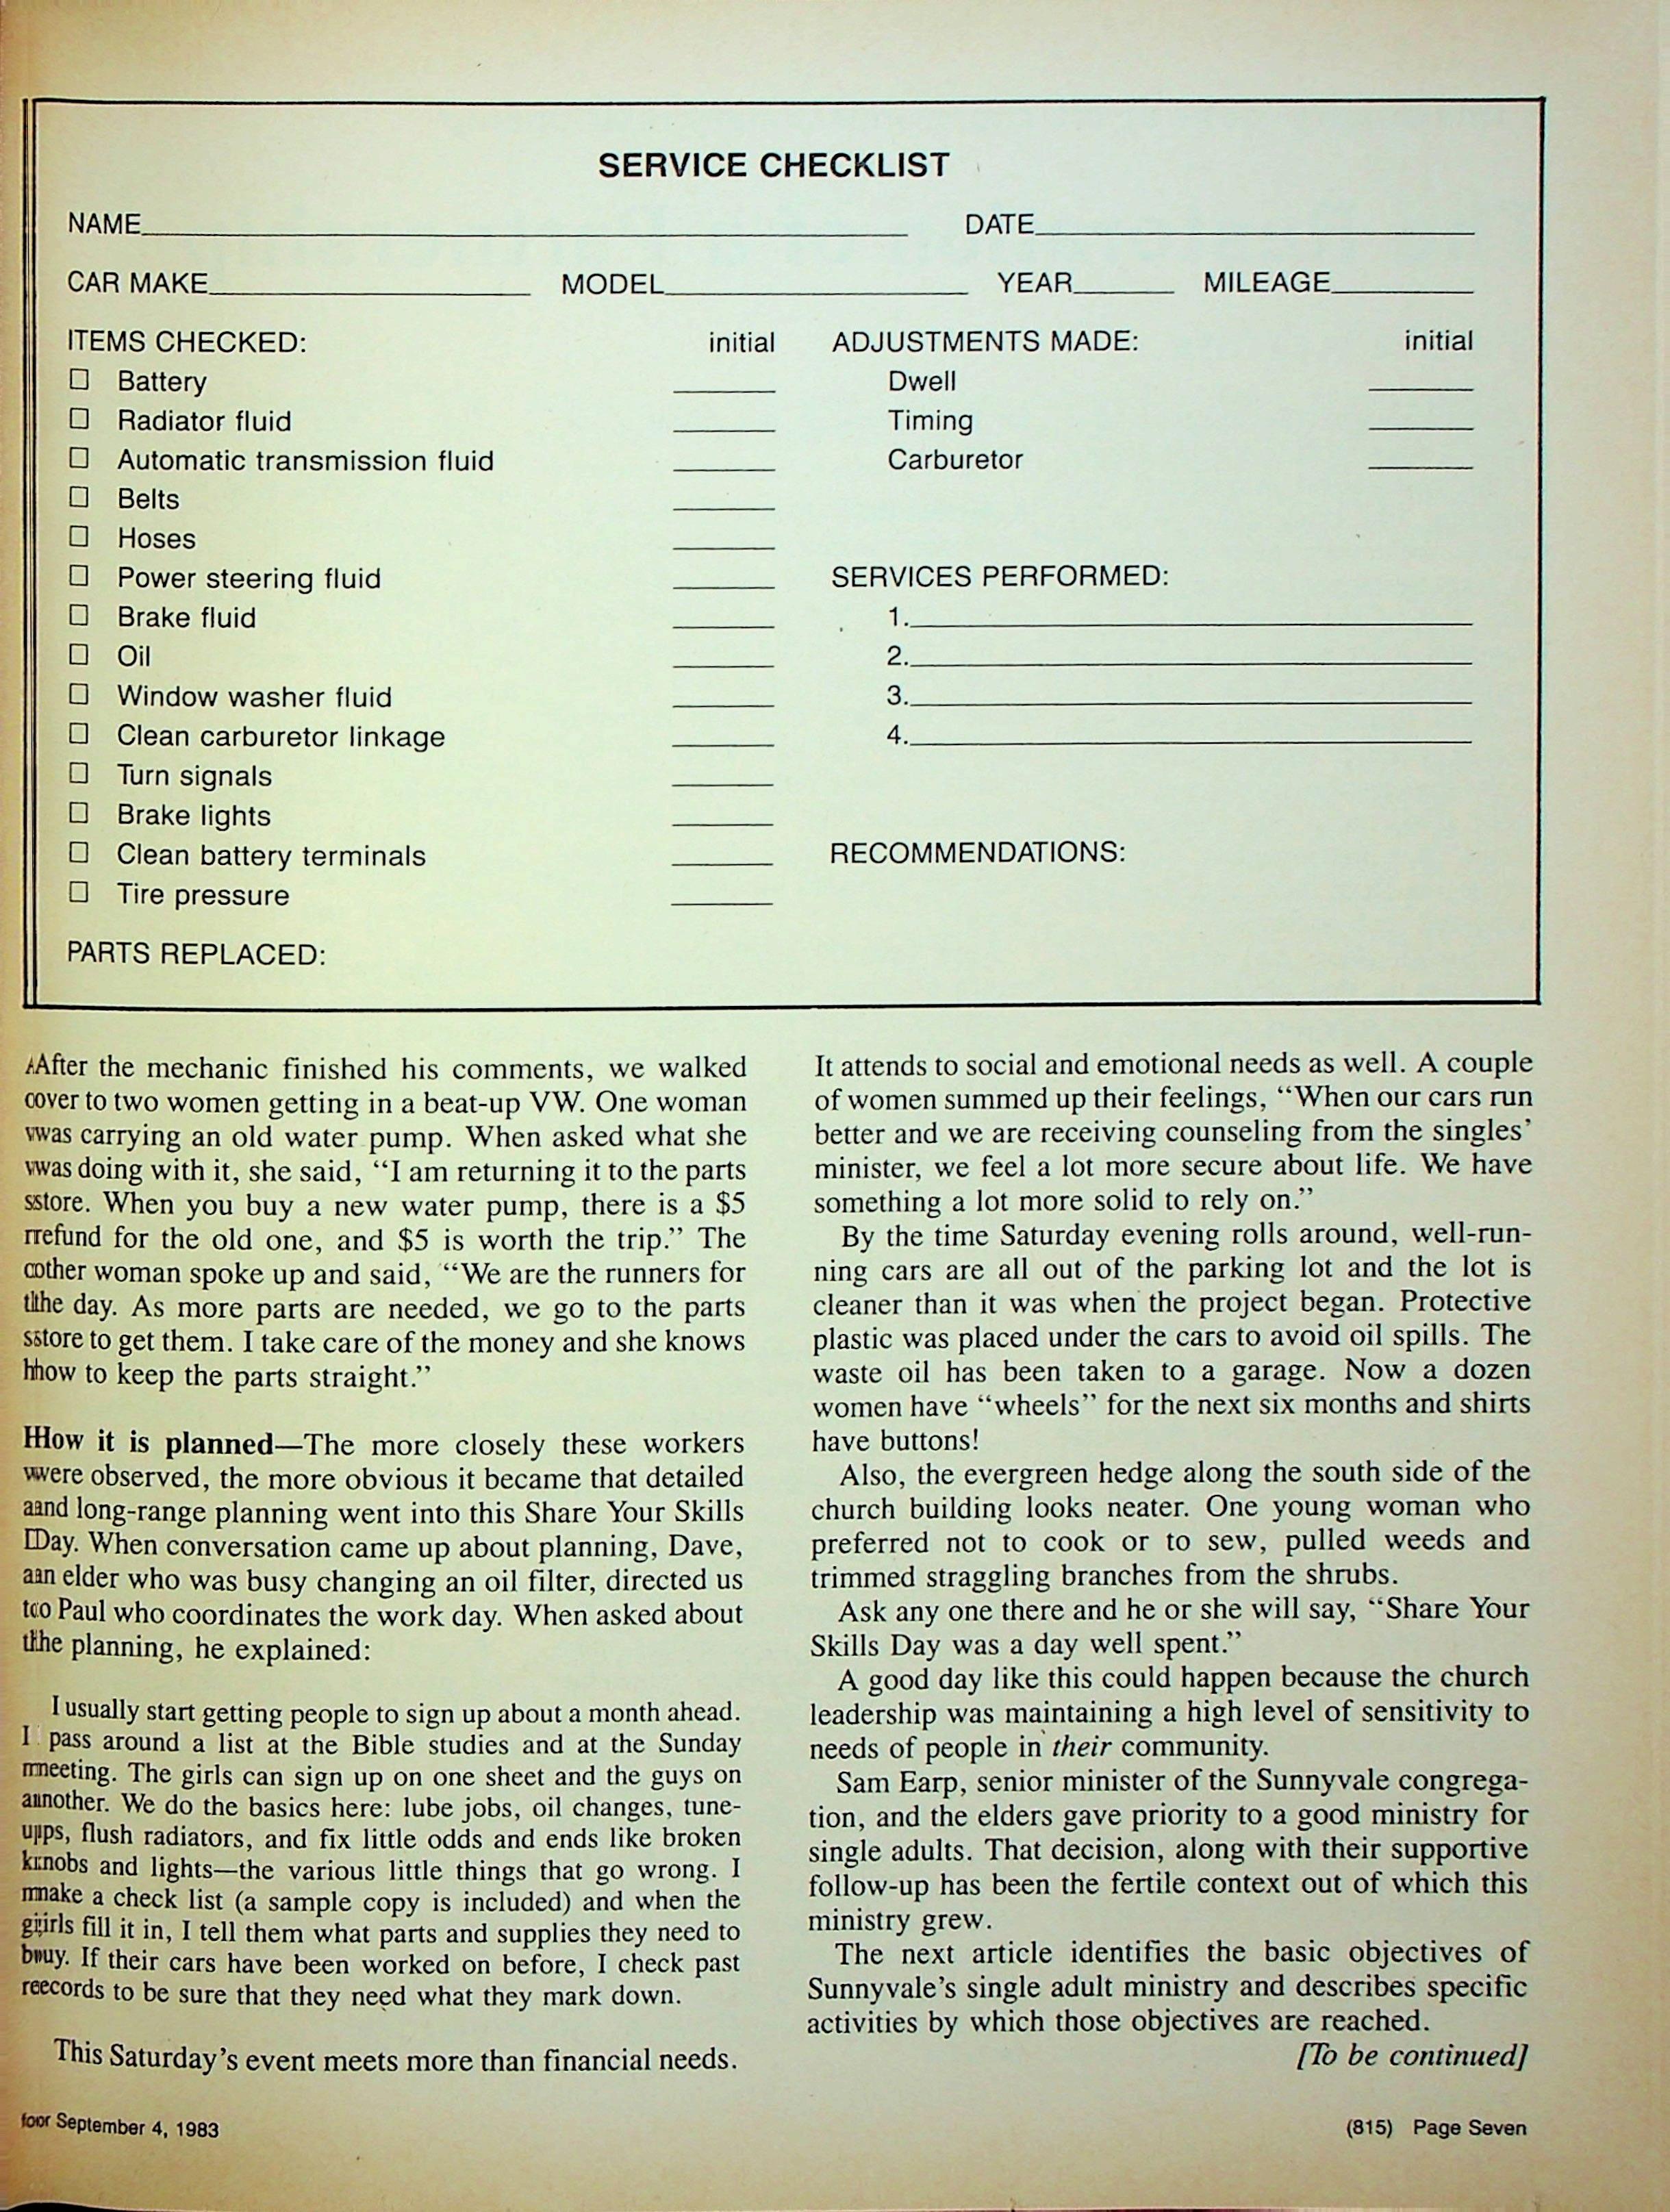 SERVICE CHECKLIST
NAME DATE
CAR MAKE MODEL YEAR MILEAGE
ITEMS CHECKED: initial
Battery
Radiator fluid
Automatic transmission fluid
Belts
Hoses
Power steering fluid
Brake fluid
Oil
Window washer fluid
Clean carburetor linkage
Turn signals
Brake lights
Clean battery terminals
Tire pressure
PARTS REPLACED:
ADJUSTMENTS MADE: initial
Dwell
Timing
Carburetor
SERVICES PERFORMED:
1.
2.
3.
4.
RECOMMENDATIONS:
After the mechanic finished his comments, we walked
over to two women getting in a beat-up VW. One woman
was carrying an old water pump. When asked what she
was doing with it, she said, “I am returning it to the parts
store. When you buy a new water pump, there is a $5
refund for the old one, and $5 is worth the trip.” The
other woman spoke up and said, “We are the runners for
the day. As more parts are needed, we go to the parts
store to get them. I take care of the money and she knows
how to keep the parts straight.”
How it is planned—The more closely these workers
were observed, the more obvious it became that detailed
and long-range planning went into this Share Your Skills
Day. When conversation came up about planning, Dave,
an elder who was busy changing an oil filter, directed us
to Paul who coordinates the work day. When asked about
the planning, he explained:
I usually start getting people to sign up about a month ahead.
I pass around a list at the Bible studies and at the Sunday
meeting. The girls can sign up on one sheet and the guys on
another. We do the basics here: lube jobs, oil changes, tune-
ups, flush radiators, and fix little odds and ends like broken
knobs and lights—the various little things that go wrong. I
make a check list (a sample copy is included) and when the
girls fill it in, I tell them what parts and supplies they need to
buy. If their cars have been worked on before, I check past
records to be sure that they need what they mark down.
This Saturday’s event meets more than financial needs.
It attends to social and emotional needs as well. A couple
of women summed up their feelings, “When our cars run
better and we are receiving counseling from the singles’
minister, we feel a lot more secure about life. We have
something a lot more solid to rely on.”
By the time Saturday evening rolls around, well-run-
ning cars are all out of the parking lot and the lot is
cleaner than it was when the project began. Protective
plastic was placed under the cars to avoid oil spills. The
waste oil has been taken to a garage. Now a dozen
women have “wheels” for the next six months and shirts
have buttons!
Also, the evergreen hedge along the south side of the
church building looks neater. One young woman who
preferred not to cook or to sew, pulled weeds and
trimmed straggling branches from the shrubs.
Ask any one there and he or she will say, “Share Your
Skills Day was a day well spent.”
A good day like this could happen because the church
leadership was maintaining a high level of sensitivity to
needs of people in their community.
Sam Earp, senior minister of the Sunnyvale congrega-
tion, and the elders gave priority to a good ministry for
single adults. That decision, along with their supportive
follow-up has been the fertile context out of which this
ministry grew.
The next article identifies the basic objectives of
Sunnyvale’s single adult ministry and describes specific
activities by which those objectives are reached.
[To be continued]
for September 4, 1983
(815) Page Seven